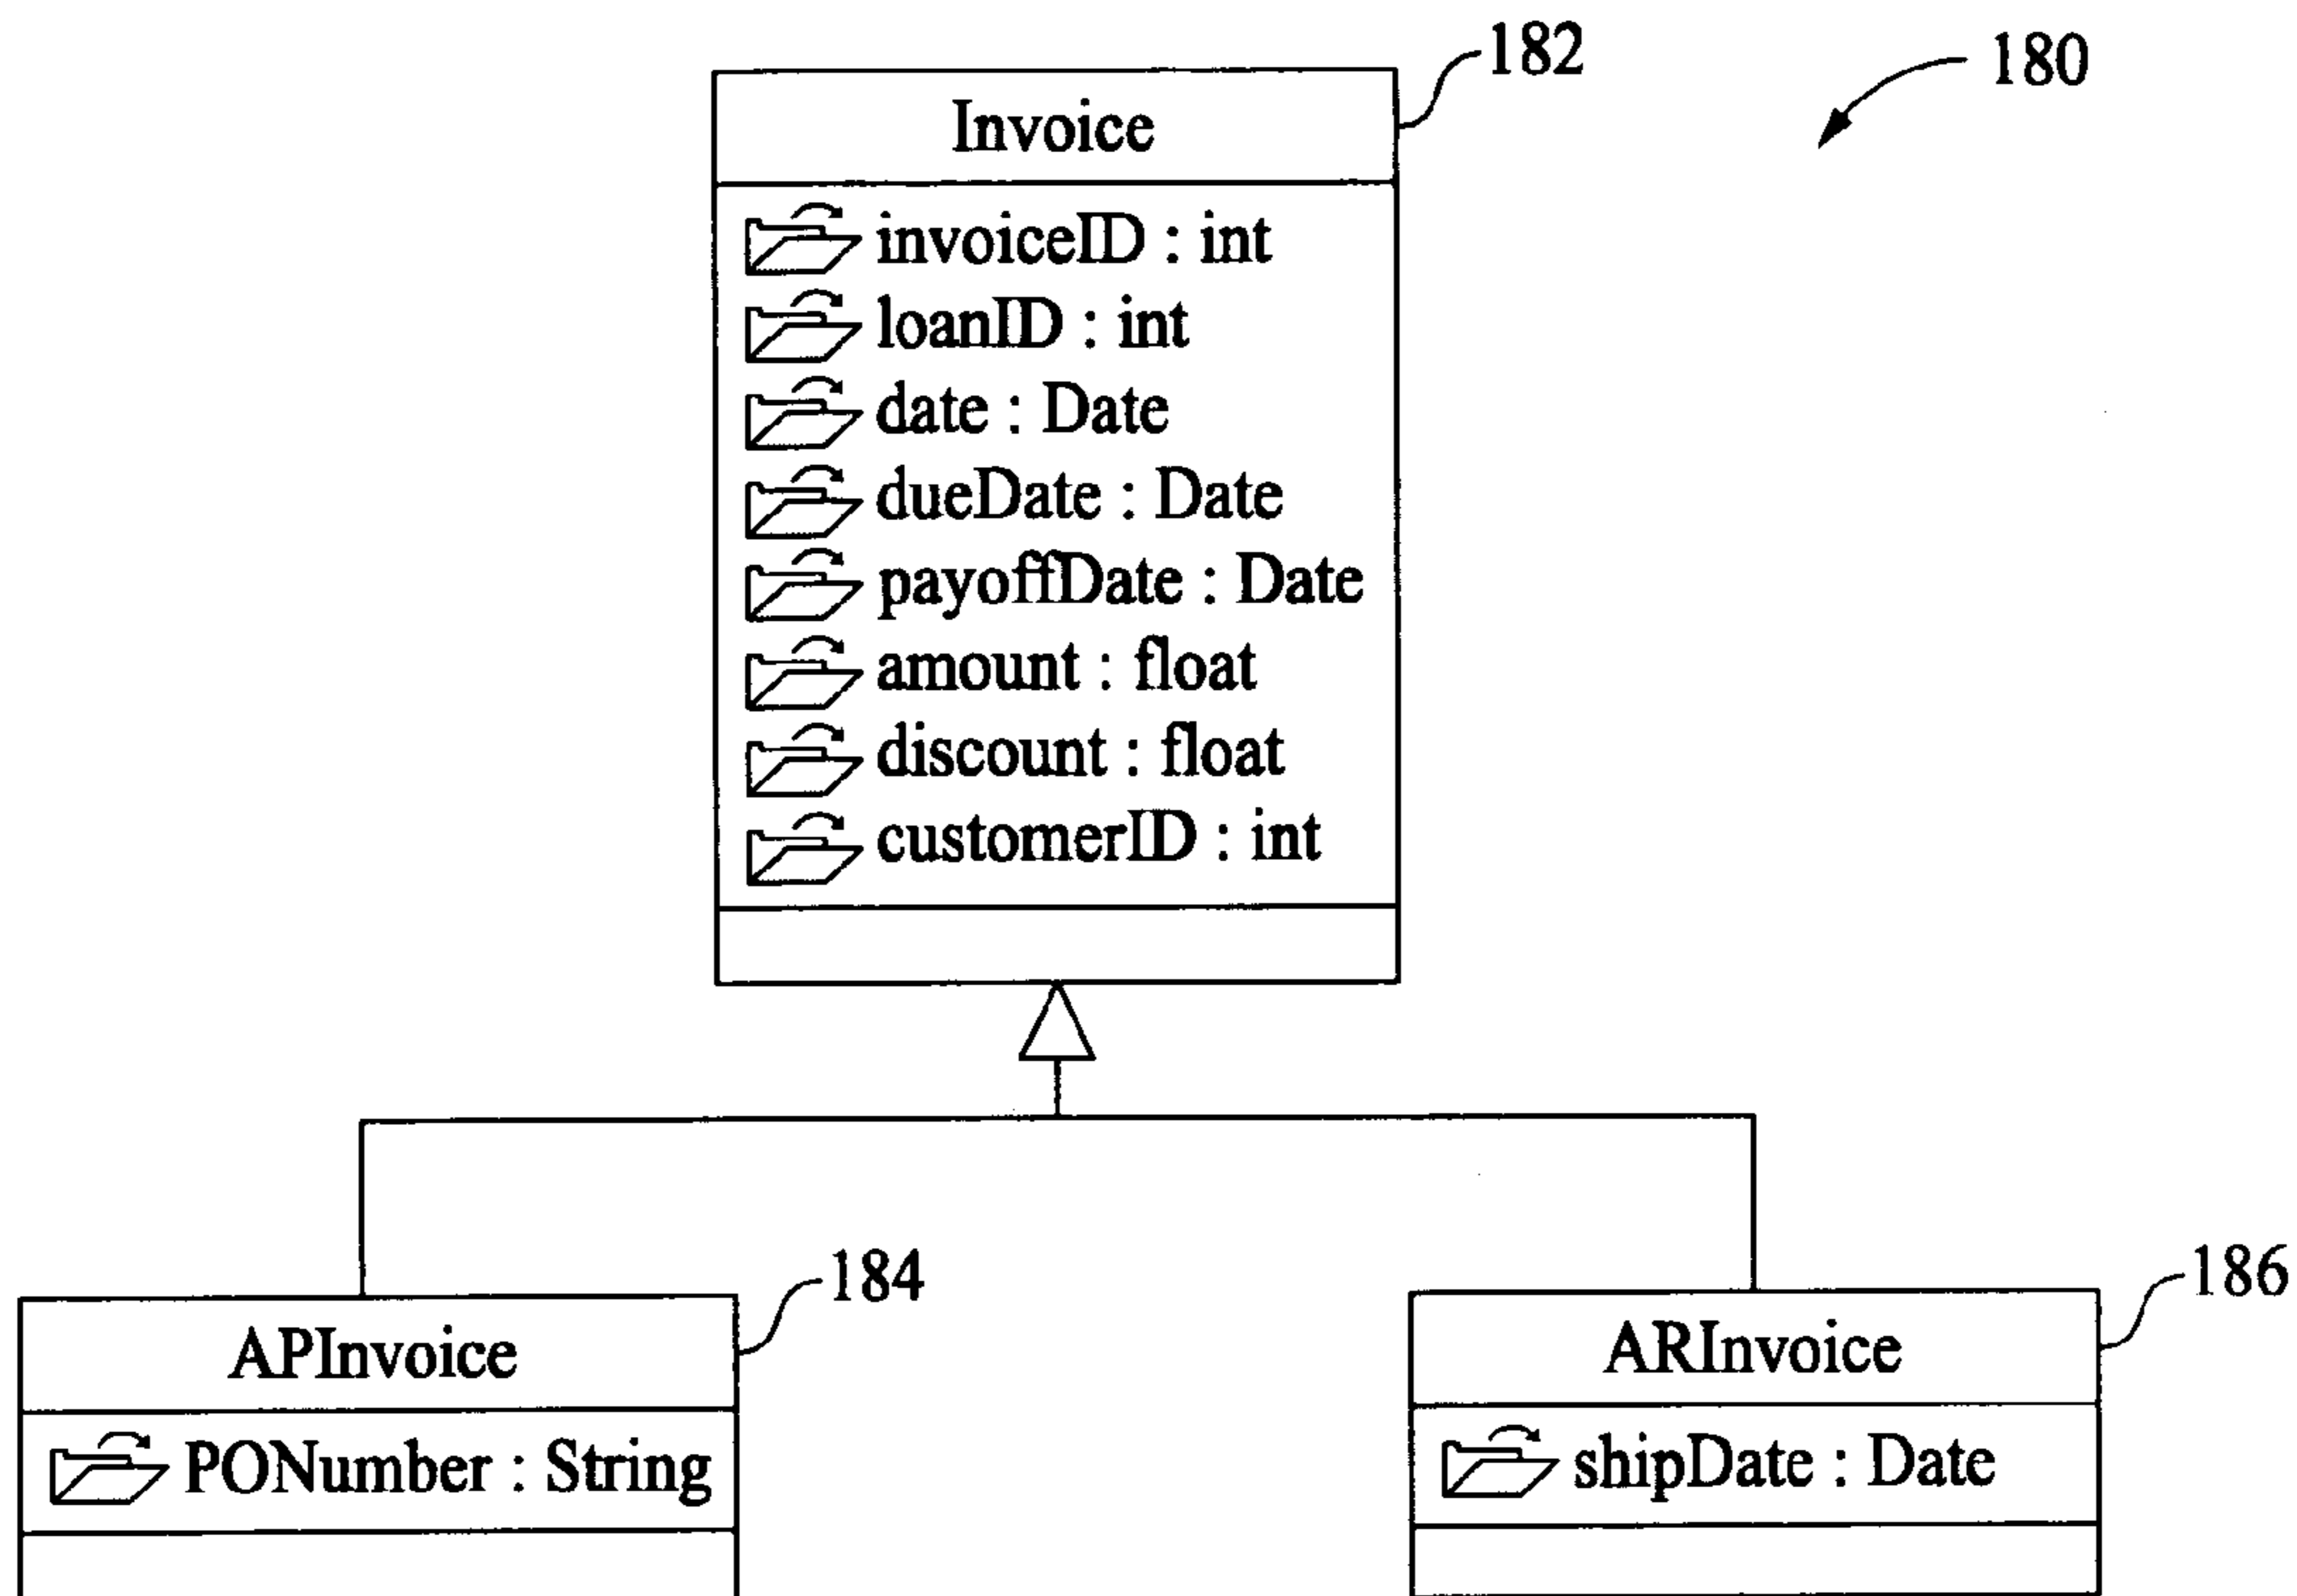 182
180
Invoice
invoiceID : int
loanID : int
date : Date
dueDate : Date
payoffDate : Date
amount : float
discount : float
customerID : int
184
186
APInvoice
ARInvoice
PONumber : String
shipDate : Date